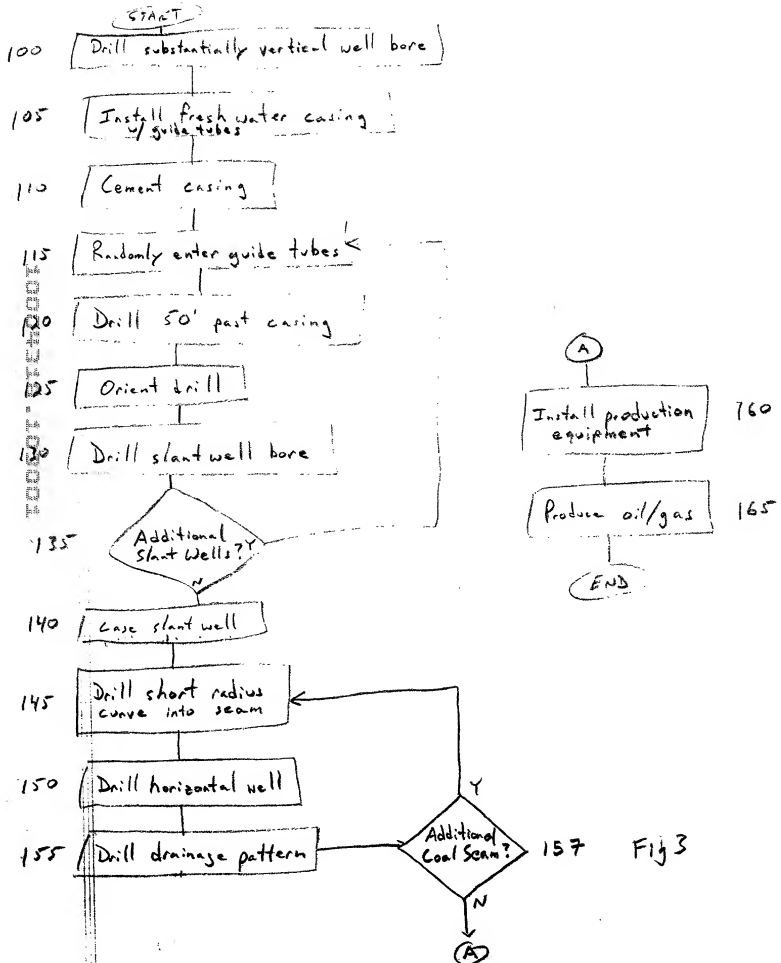 START
100 Drill substantially vertical well bore
105 Install fresh water casing
w/ guide tubes
110 Cement casing
115 Randomly enter guide tubes
120 Drill 50' past casing
125 Orient drill
130 Drill slant well bore
135 Additional
Slant Wells? Y
N
140 Case slant well
145 Drill short radius
curve into seam
150 Drill horizontal well
155 Drill drainage pattern
Y
Additional
Coal Seam? 157
N
A
Fig 3
A
Install production
equipment 160
Produce oil/gas 165
END